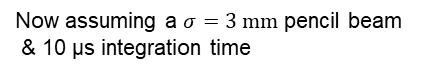 Now assuming a σ = 3 mm pencil beam
& 10 μs integration time